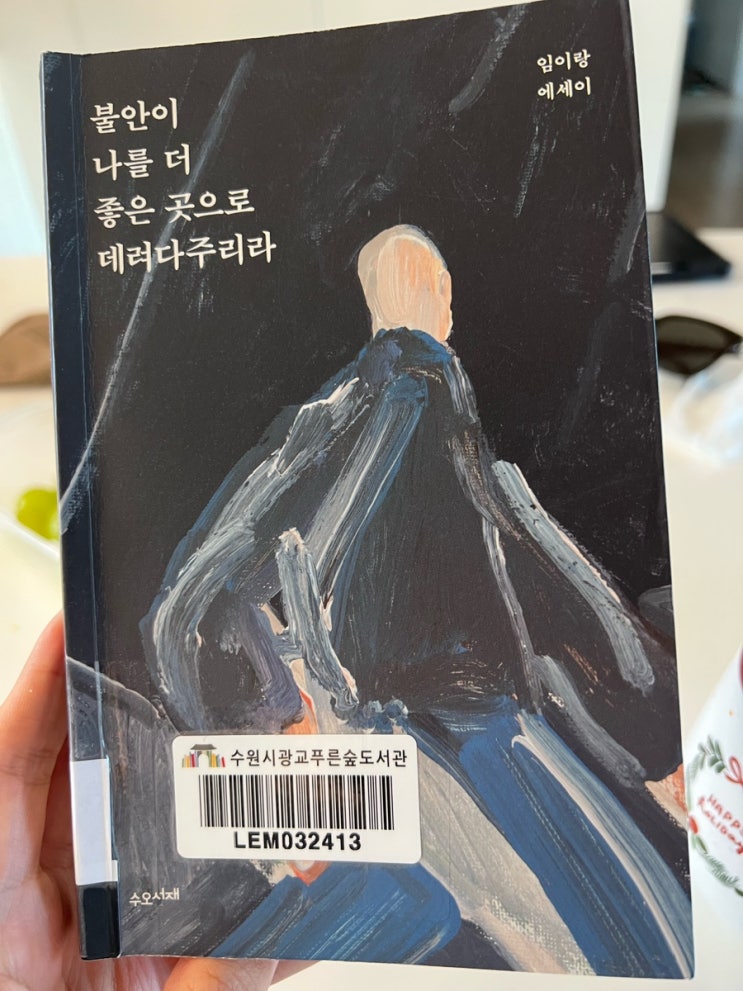 불안이
나를 더
좋은 곳으로
데려다주리라
임이랑
에세이
수원시광교푸른숲도서관
LEM032413
수오서재
HAPPY
HOLIDAY